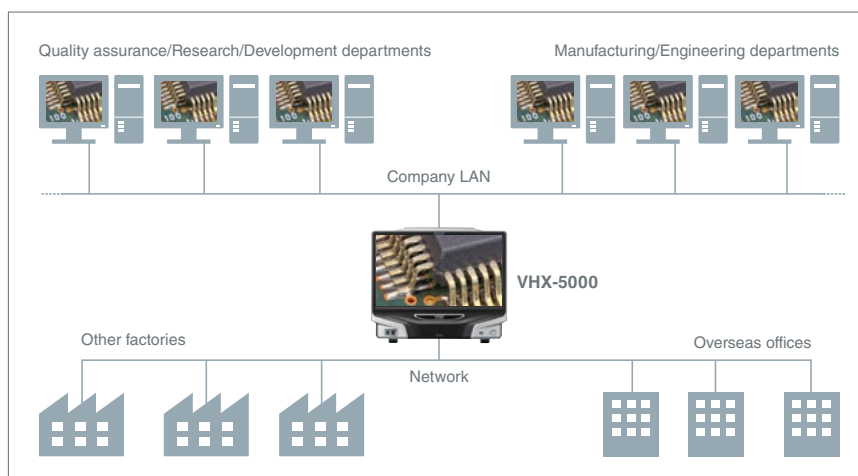 Quality assurance/Research/Development departments
Manufacturing/Engineering departments
Company LAN
VHX-5000
Other factories
Overseas offices
Network